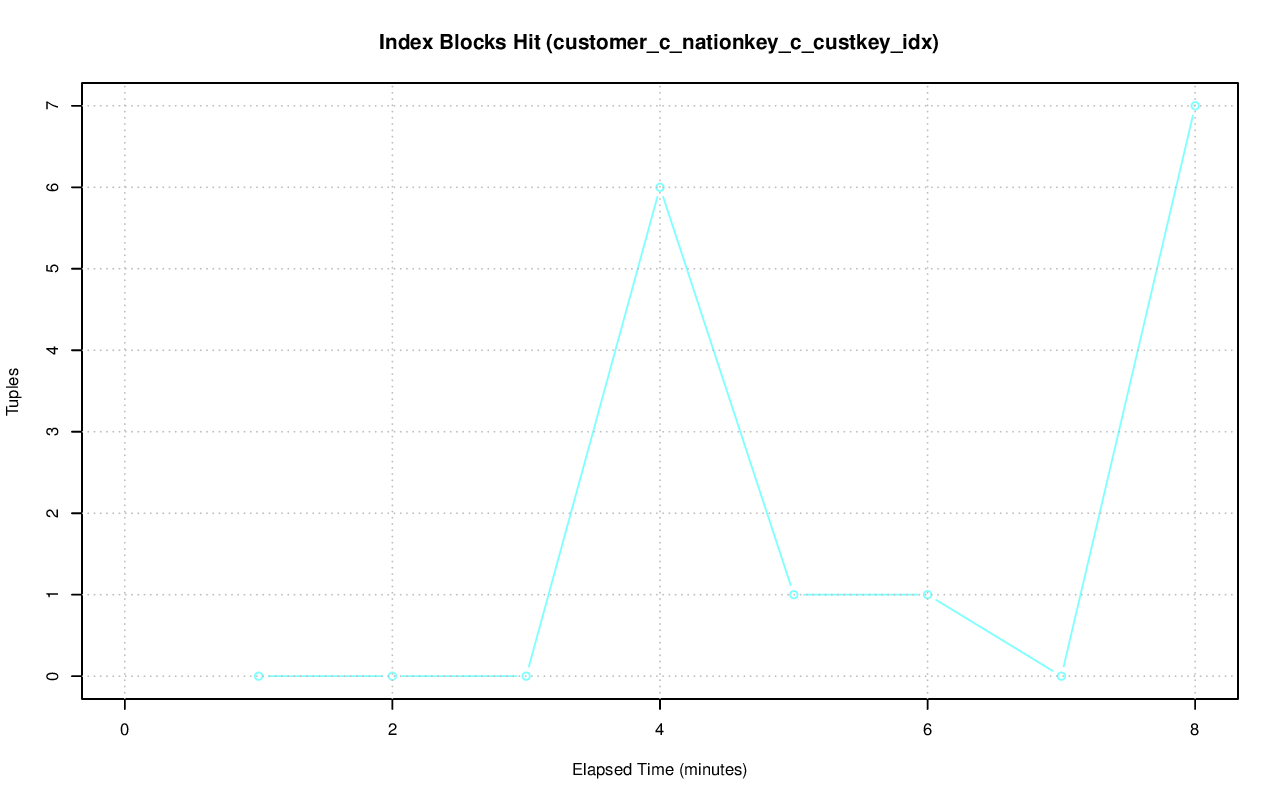 Index Blocks Hit (customer_c_nationkey_c_custkey_idx)
Tuples
7
6
5
4
3
2
1
0
0 2 4 6 8
Elapsed Time (minutes)